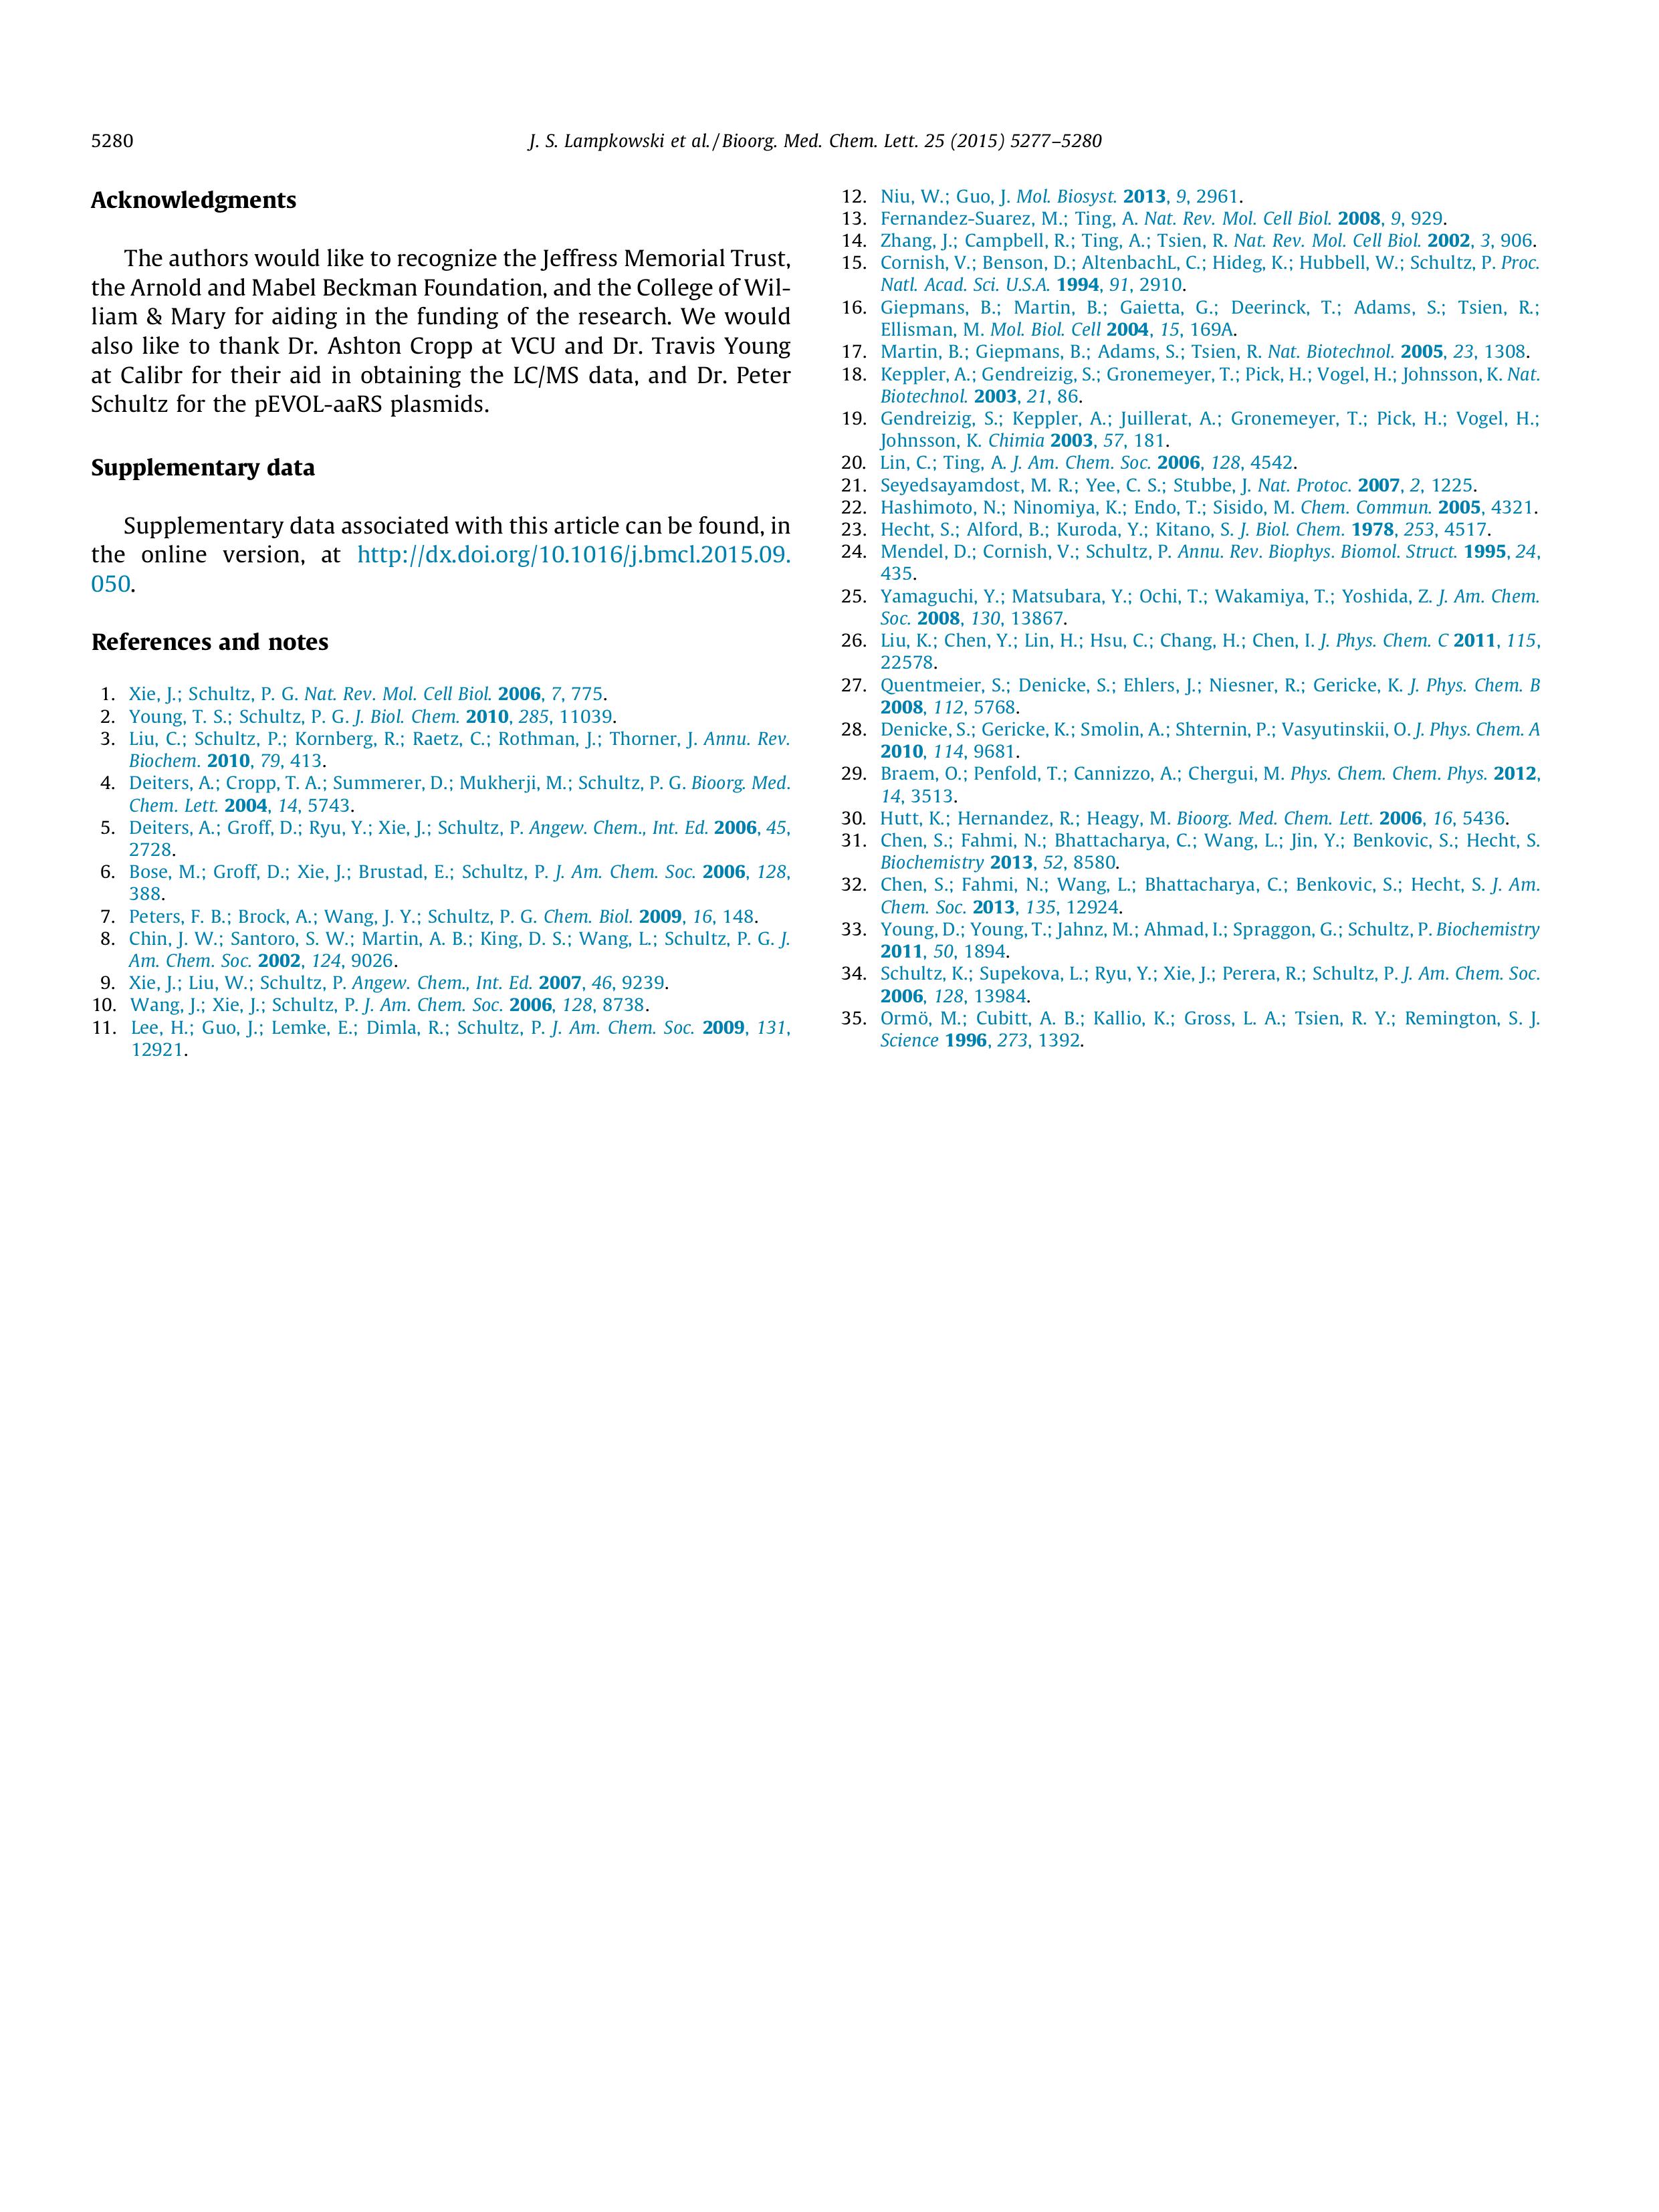 5280
J. S. Lampkowski et al. / Bioorg. Med. Chem. Lett. 25 (2015) 5277–5280
Acknowledgments
The authors would like to recognize the Jeffress Memorial Trust,
the Arnold and Mabel Beckman Foundation, and the College of Wil-
liam & Mary for aiding in the funding of the research. We would
also like to thank Dr. Ashton Cropp at VCU and Dr. Travis Young
at Calibr for their aid in obtaining the LC/MS data, and Dr. Peter
Schultz for the pEVOL-aaRS plasmids.
Supplementary data
Supplementary data associated with this article can be found, in
the online version, at http://dx.doi.org/10.1016/j.bmcl.2015.09.
050.
References and notes
1. Xie, J.; Schultz, P. G. Nat. Rev. Mol. Cell Biol. 2006, 7, 775.
2. Young, T. S.; Schultz, P. G. J. Biol. Chem. 2010, 285, 11039.
3. Liu, C.; Schultz, P.; Kornberg, R.; Raetz, C.; Rothman, J.; Thorner, J. Annu. Rev.
Biochem. 2010, 79, 413.
4. Deiters, A.; Cropp, T. A.; Summerer, D.; Mukherji, M.; Schultz, P. G. Bioorg. Med.
Chem. Lett. 2004, 14, 5743.
5. Deiters, A.; Groff, D.; Ryu, Y.; Xie, J.; Schultz, P. Angew. Chem., Int. Ed. 2006, 45,
2728.
6. Bose, M.; Groff, D.; Xie, J.; Brustad, E.; Schultz, P. J. Am. Chem. Soc. 2006, 128,
388.
7. Peters, F. B.; Brock, A.; Wang, J. Y.; Schultz, P. G. Chem. Biol. 2009, 16, 148.
8. Chin, J. W.; Santoro, S. W.; Martin, A. B.; King, D. S.; Wang, L.; Schultz, P. G. J.
Am. Chem. Soc. 2002, 124, 9026.
9. Xie, J.; Liu, W.; Schultz, P. Angew. Chem., Int. Ed. 2007, 46, 9239.
10. Wang, J.; Xie, J.; Schultz, P. J. Am. Chem. Soc. 2006, 128, 8738.
11. Lee, H.; Guo, J.; Lemke, E.; Dimla, R.; Schultz, P. J. Am. Chem. Soc. 2009, 131,
12921.
12. Niu, W.; Guo, J. Mol. Biosyst. 2013, 9, 2961.
13. Fernandez-Suarez, M.; Ting, A. Nat. Rev. Mol. Cell Biol. 2008, 9, 929.
14. Zhang, J.; Campbell, R.; Ting, A.; Tsien, R. Nat. Rev. Mol. Cell Biol. 2002, 3, 906.
15. Cornish, V.; Benson, D.; AltenbachL, C.; Hideg, K.; Hubbell, W.; Schultz, P. Proc.
Natl. Acad. Sci. U.S.A. 1994, 91, 2910.
16. Giepmans, B.; Martin, B.; Gaietta, G.; Deerinck, T.; Adams, S.; Tsien, R.;
Ellisman, M. Mol. Biol. Cell 2004, 15, 169A.
17. Martin, B.; Giepmans, B.; Adams, S.; Tsien, R. Nat. Biotechnol. 2005, 23, 1308.
18. Keppler, A.; Gendreizig, S.; Gronemeyer, T.; Pick, H.; Vogel, H.; Johnsson, K. Nat.
Biotechnol. 2003, 21, 86.
19. Gendreizig, S.; Keppler, A.; Juillerat, A.; Gronemeyer, T.; Pick, H.; Vogel, H.;
Johnsson, K. Chimia 2003, 57, 181.
20. Lin, C.; Ting, A. J. Am. Chem. Soc. 2006, 128, 4542.
21. Seyedsayamdost, M. R.; Yee, C. S.; Stubbe, J. Nat. Protoc. 2007, 2, 1225.
22. Hashimoto, N.; Ninomiya, K.; Endo, T.; Sisido, M. Chem. Commun. 2005, 4321.
23. Hecht, S.; Alford, B.; Kuroda, Y.; Kitano, S. J. Biol. Chem. 1978, 253, 4517.
24. Mendel, D.; Cornish, V.; Schultz, P. Annu. Rev. Biophys. Biomol. Struct. 1995, 24,
435.
25. Yamaguchi, Y.; Matsubara, Y.; Ochi, T.; Wakamiya, T.; Yoshida, Z. J. Am. Chem.
Soc. 2008, 130, 13867.
26. Liu, K.; Chen, Y.; Lin, H.; Hsu, C.; Chang, H.; Chen, I. J. Phys. Chem. C 2011, 115,
22578.
27. Quentmeier, S.; Denicke, S.; Ehlers, J.; Niesner, R.; Gericke, K. J. Phys. Chem. B
2008, 112, 5768.
28. Denicke, S.; Gericke, K.; Smolin, A.; Shternin, P.; Vasyutinskii, O. J. Phys. Chem. A
2010, 114, 9681.
29. Braem, O.; Penfold, T.; Cannizzo, A.; Chergui, M. Phys. Chem. Chem. Phys. 2012,
14, 3513.
30. Hutt, K.; Hernandez, R.; Heagy, M. Bioorg. Med. Chem. Lett. 2006, 16, 5436.
31. Chen, S.; Fahmi, N.; Bhattacharya, C.; Wang, L.; Jin, Y.; Benkovic, S.; Hecht, S.
Biochemistry 2013, 52, 8580.
32. Chen, S.; Fahmi, N.; Wang, L.; Bhattacharya, C.; Benkovic, S.; Hecht, S. J. Am.
Chem. Soc. 2013, 135, 12924.
33. Young, D.; Young, T.; Jahnz, M.; Ahmad, I.; Spraggon, G.; Schultz, P. Biochemistry
2011, 50, 1894.
34. Schultz, K.; Supekova, L.; Ryu, Y.; Xie, J.; Perera, R.; Schultz, P. J. Am. Chem. Soc.
2006, 128, 13984.
35. Ormö, M.; Cubitt, A. B.; Kallio, K.; Gross, L. A.; Tsien, R. Y.; Remington, S. J.
Science 1996, 273, 1392.